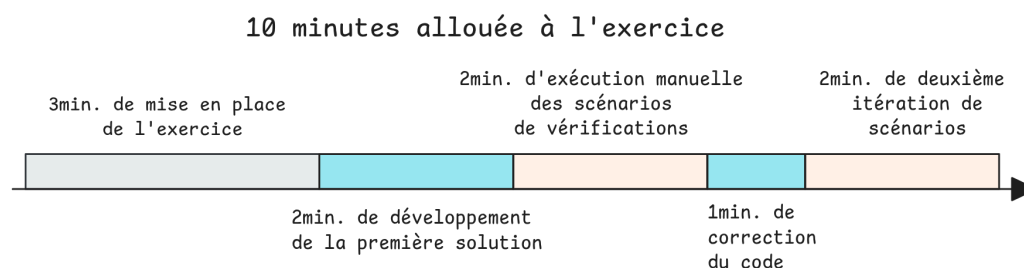 10 minutes allouée à l'exercice
3min. de mise en place
de l'exercice
2min. de développement
de la première solution
2min. d'exécution manuelle
des scénarios
de vérifications
1min. de
correction
du code
2min. de deuxième
itération de
scénarios